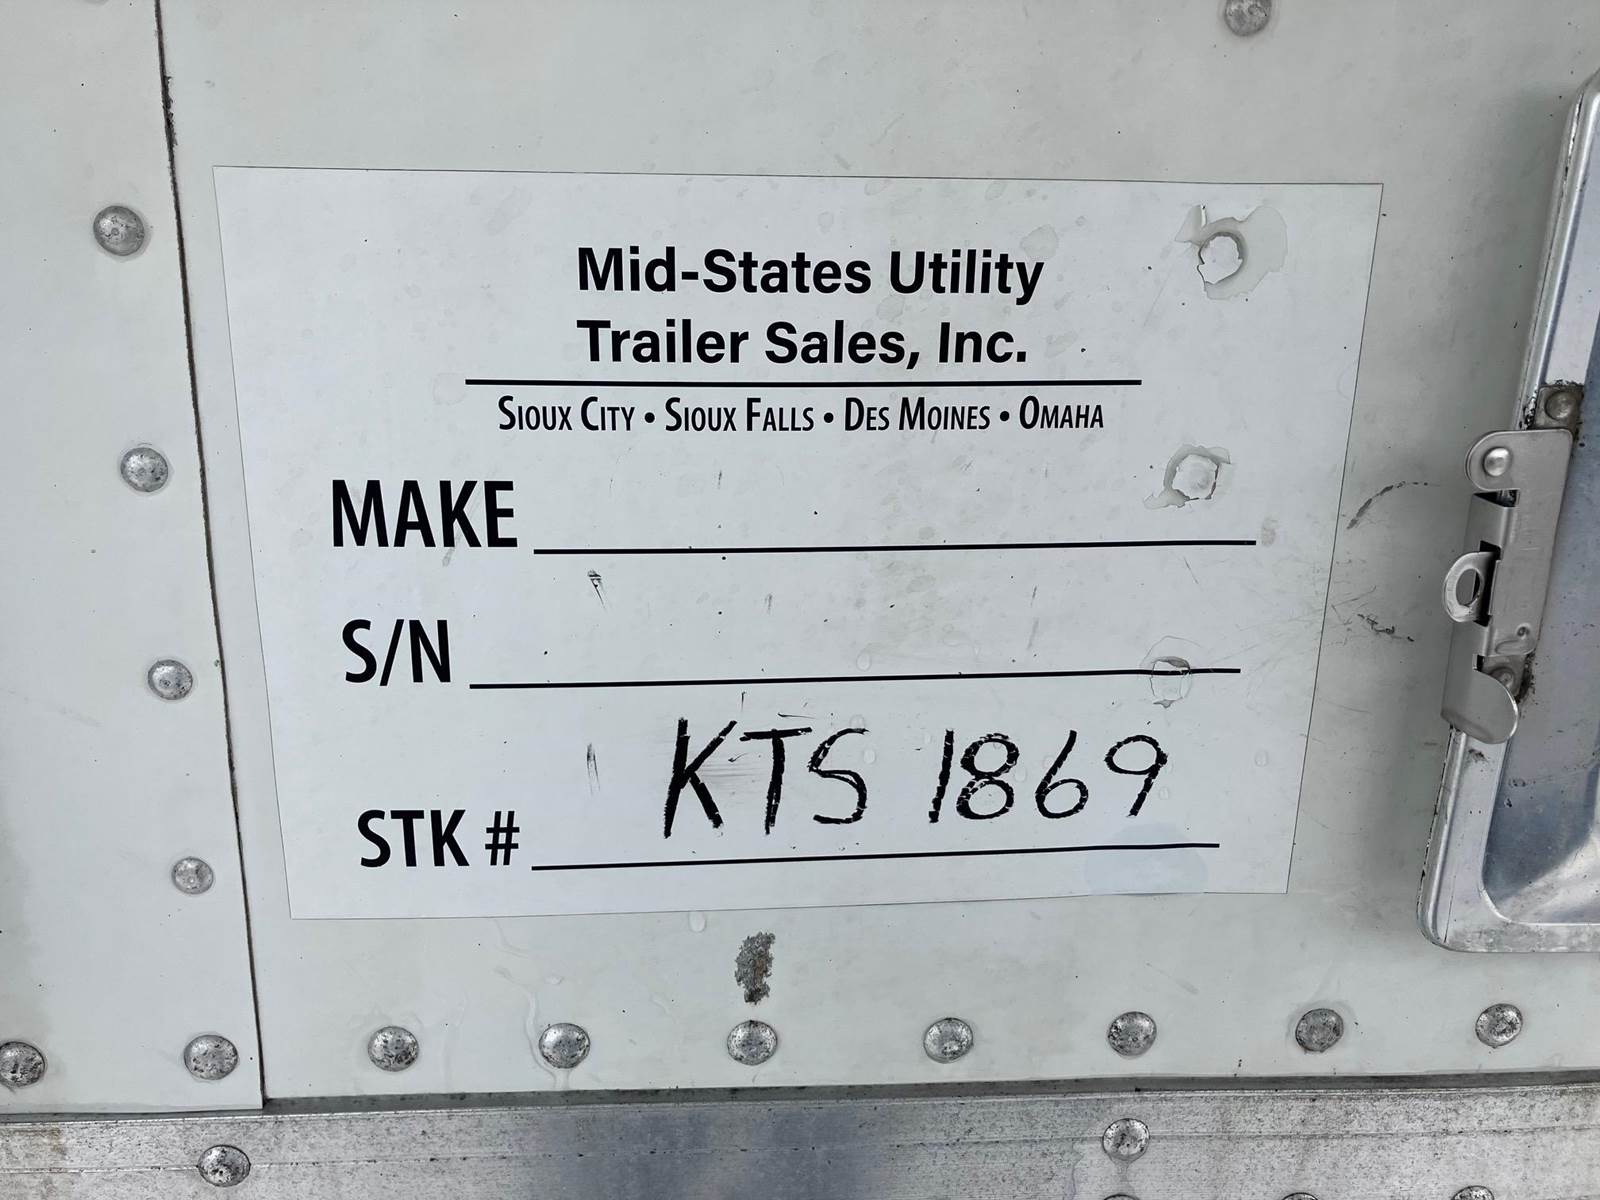 Mid-States Utility
Trailer Sales, Inc.
Sioux City • Sioux Falls • Des Moines • Omaha
MAKE
S/N
STK # KTS 1869